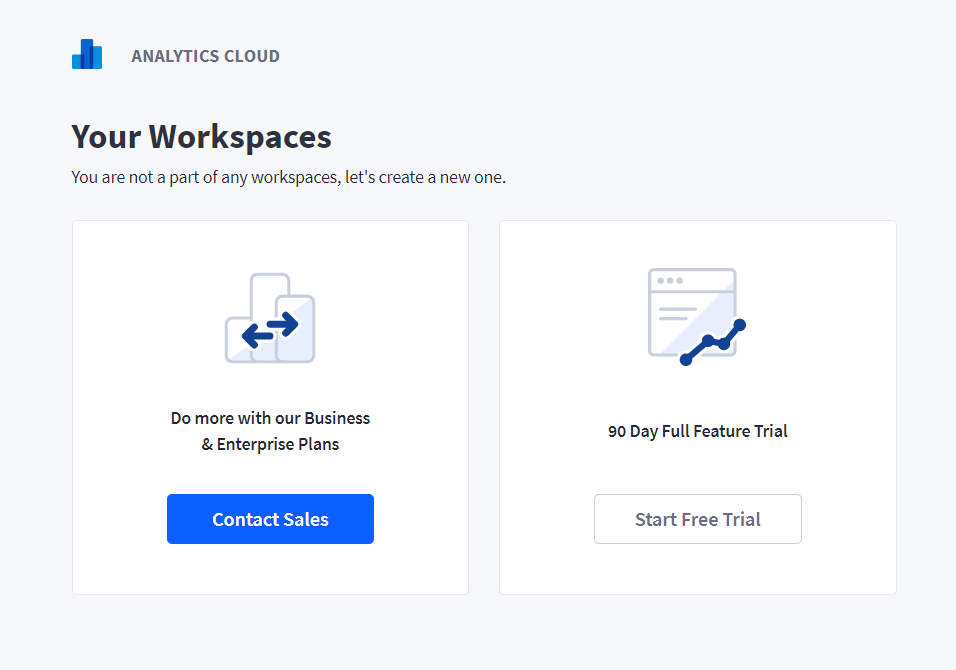 ANALYTICS CLOUD
Your Workspaces
You are not a part of any workspaces, let's create a new one.
Do more with our Business
& Enterprise Plans
Contact Sales
90 Day Full Feature Trial
Start Free Trial